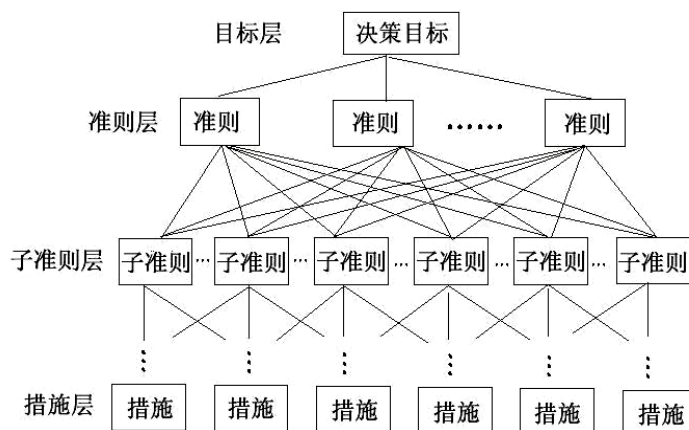 目标层 决策目标
准则层 准则 准则 …… 准则
子准则层 子准则 … 子准则 … 子准则 … 子准则 … 子准则 … 子准则
措施层 措施 措施 措施 措施 措施 措施